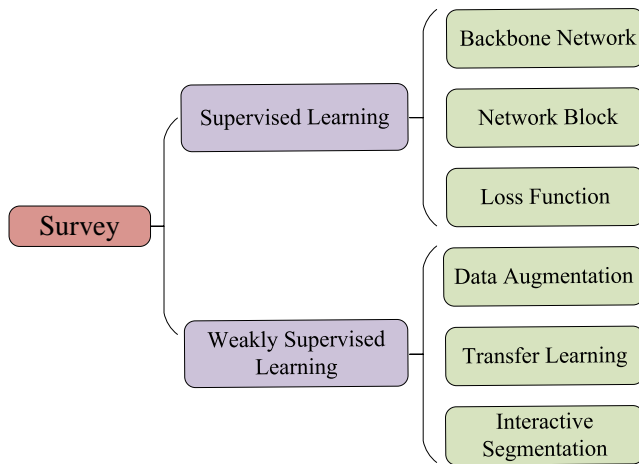 Survey
Supervised Learning
Backbone Network
Network Block
Loss Function
Weakly Supervised
Learning
Data Augmentation
Transfer Learning
Interactive
Segmentation